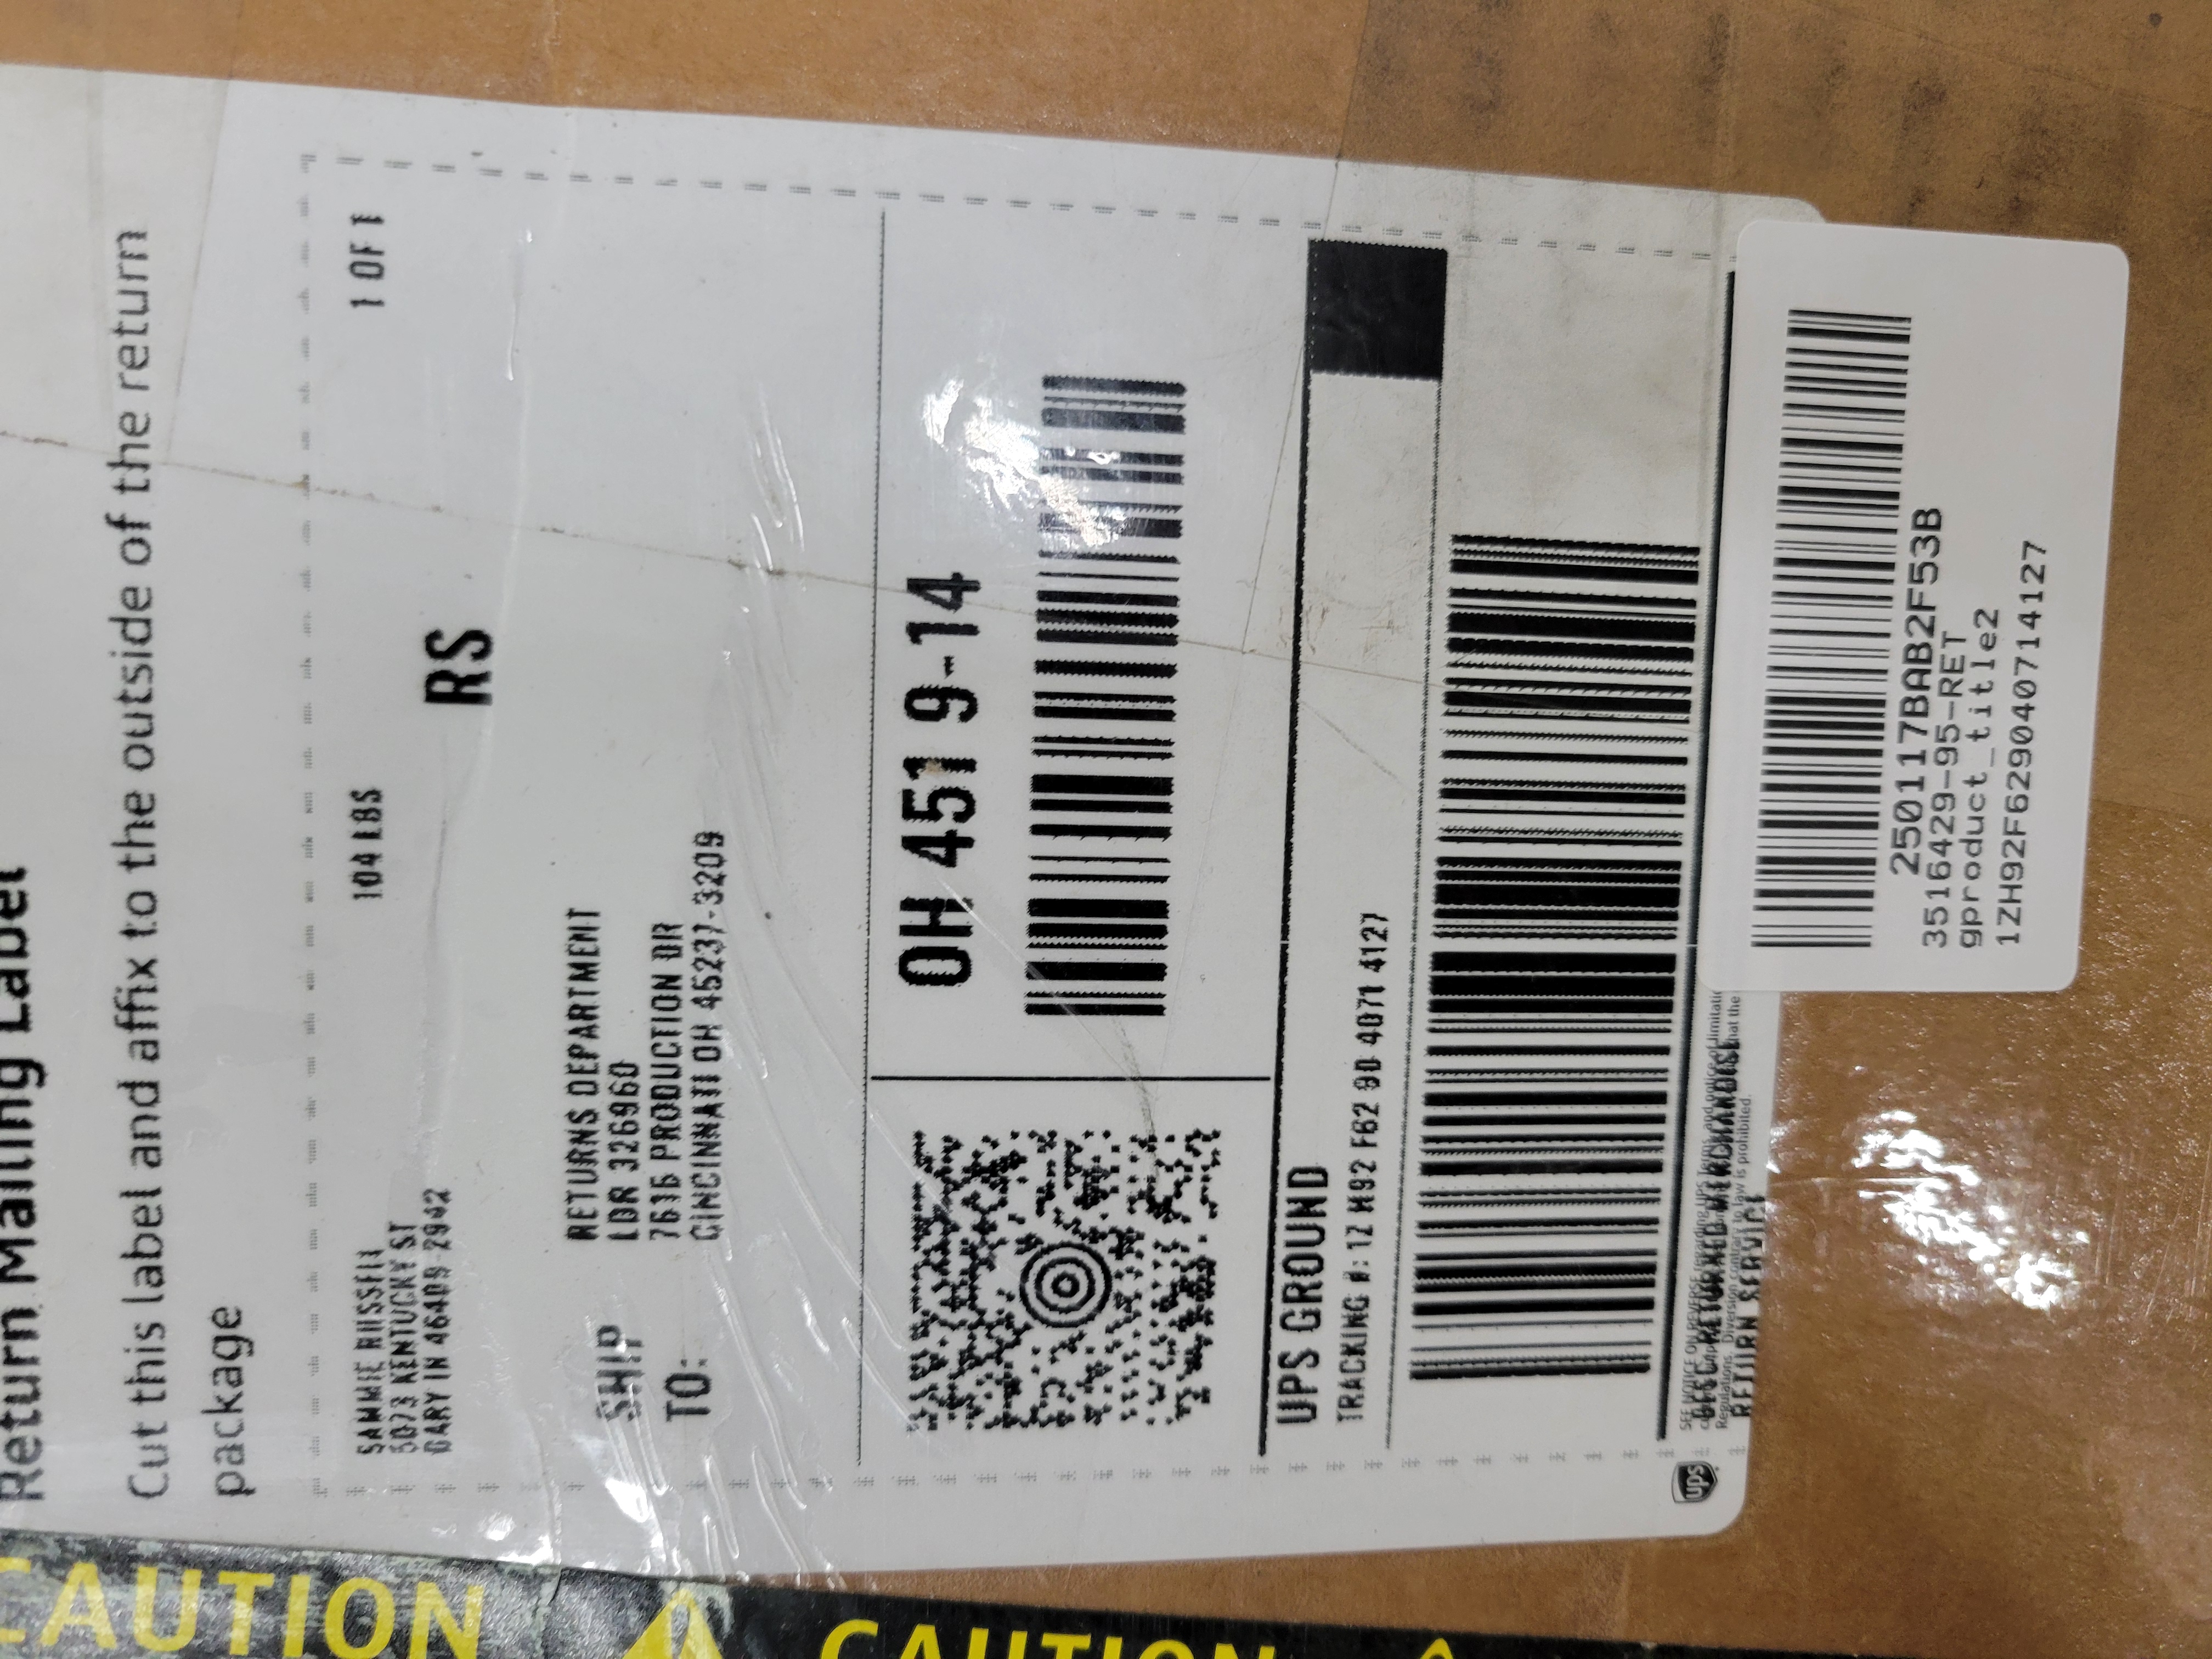 Return Mailing Label
Cut this label and affix to the outside of the return
package
104 LBS
1 OF 1
SAMMIE RUSSELL
5073 KENTUCKY ST
GARY IN 46409-2942
RS
SHIP
TO:
RETURNS DEPARTMENT
LDR 326960
7616 PRODUCTION DR
CINCINNATI OH 45237-3209
OH 451 9-14
UPS GROUND
TRACKING #: 1Z H92 F62 90 4071 4127
DESC: RETURNED MERCHANDISE
RETURN SERVICE
ups
250117BAB2F53B
3516429-95-RET
gproduct_title2
1ZH92F629040714127
CAUTION
CAUTION